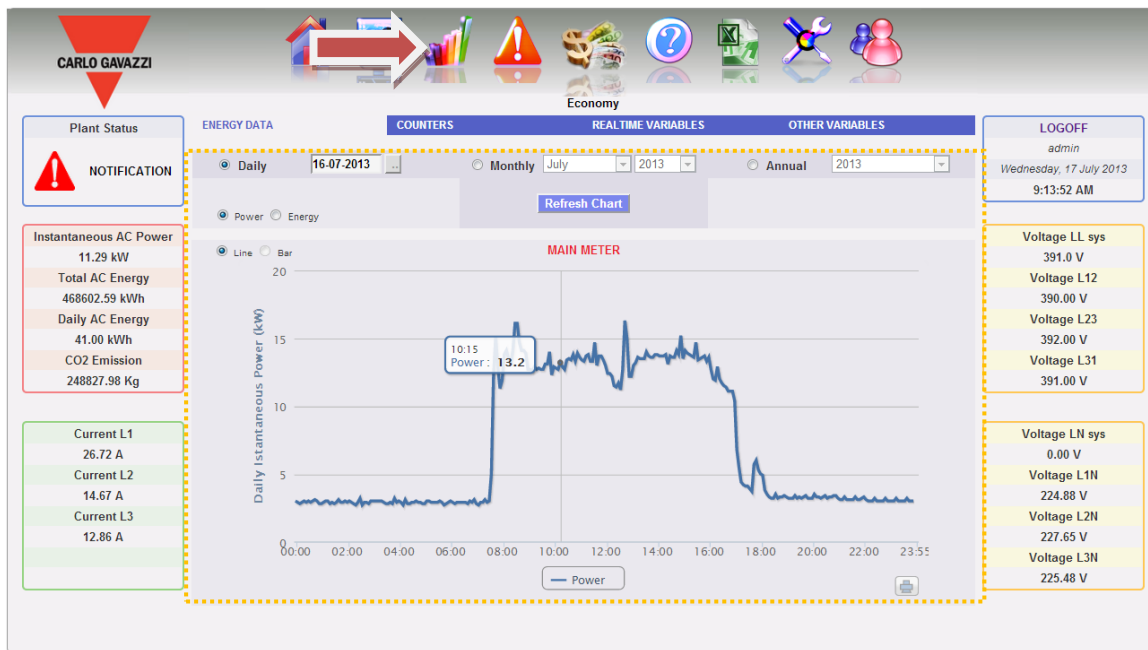 CARLO GAVAZZI
Economy
Plant Status
NOTIFICATION
Instantaneous AC Power
11.29 kW
Total AC Energy
468602.59 kWh
Daily AC Energy
41.00 kWh
CO2 Emission
248827.98 Kg
Current L1
26.72 A
Current L2
14.67 A
Current L3
12.86 A
ENERGY DATA COUNTERS REALTIME VARIABLES OTHER VARIABLES
Daily 16-07-2013 ... Monthly July 2013 Annual 2013
Refresh Chart
Power Energy
Line Bar
MAIN METER
Daily Istantaneous Power (kW)
20
15
10
5
0
10:15
Power : 13.2
00:00 02:00 04:00 06:00 08:00 10:00 12:00 14:00 16:00 18:00 20:00 22:00 23:55
Power
LOGOFF
admin
Wednesday, 17 July 2013
9:13:52 AM
Voltage LL sys
391.0 V
Voltage L12
390.00 V
Voltage L23
392.00 V
Voltage L31
391.00 V
Voltage LN sys
0.00 V
Voltage L1N
224.88 V
Voltage L2N
227.65 V
Voltage L3N
225.48 V